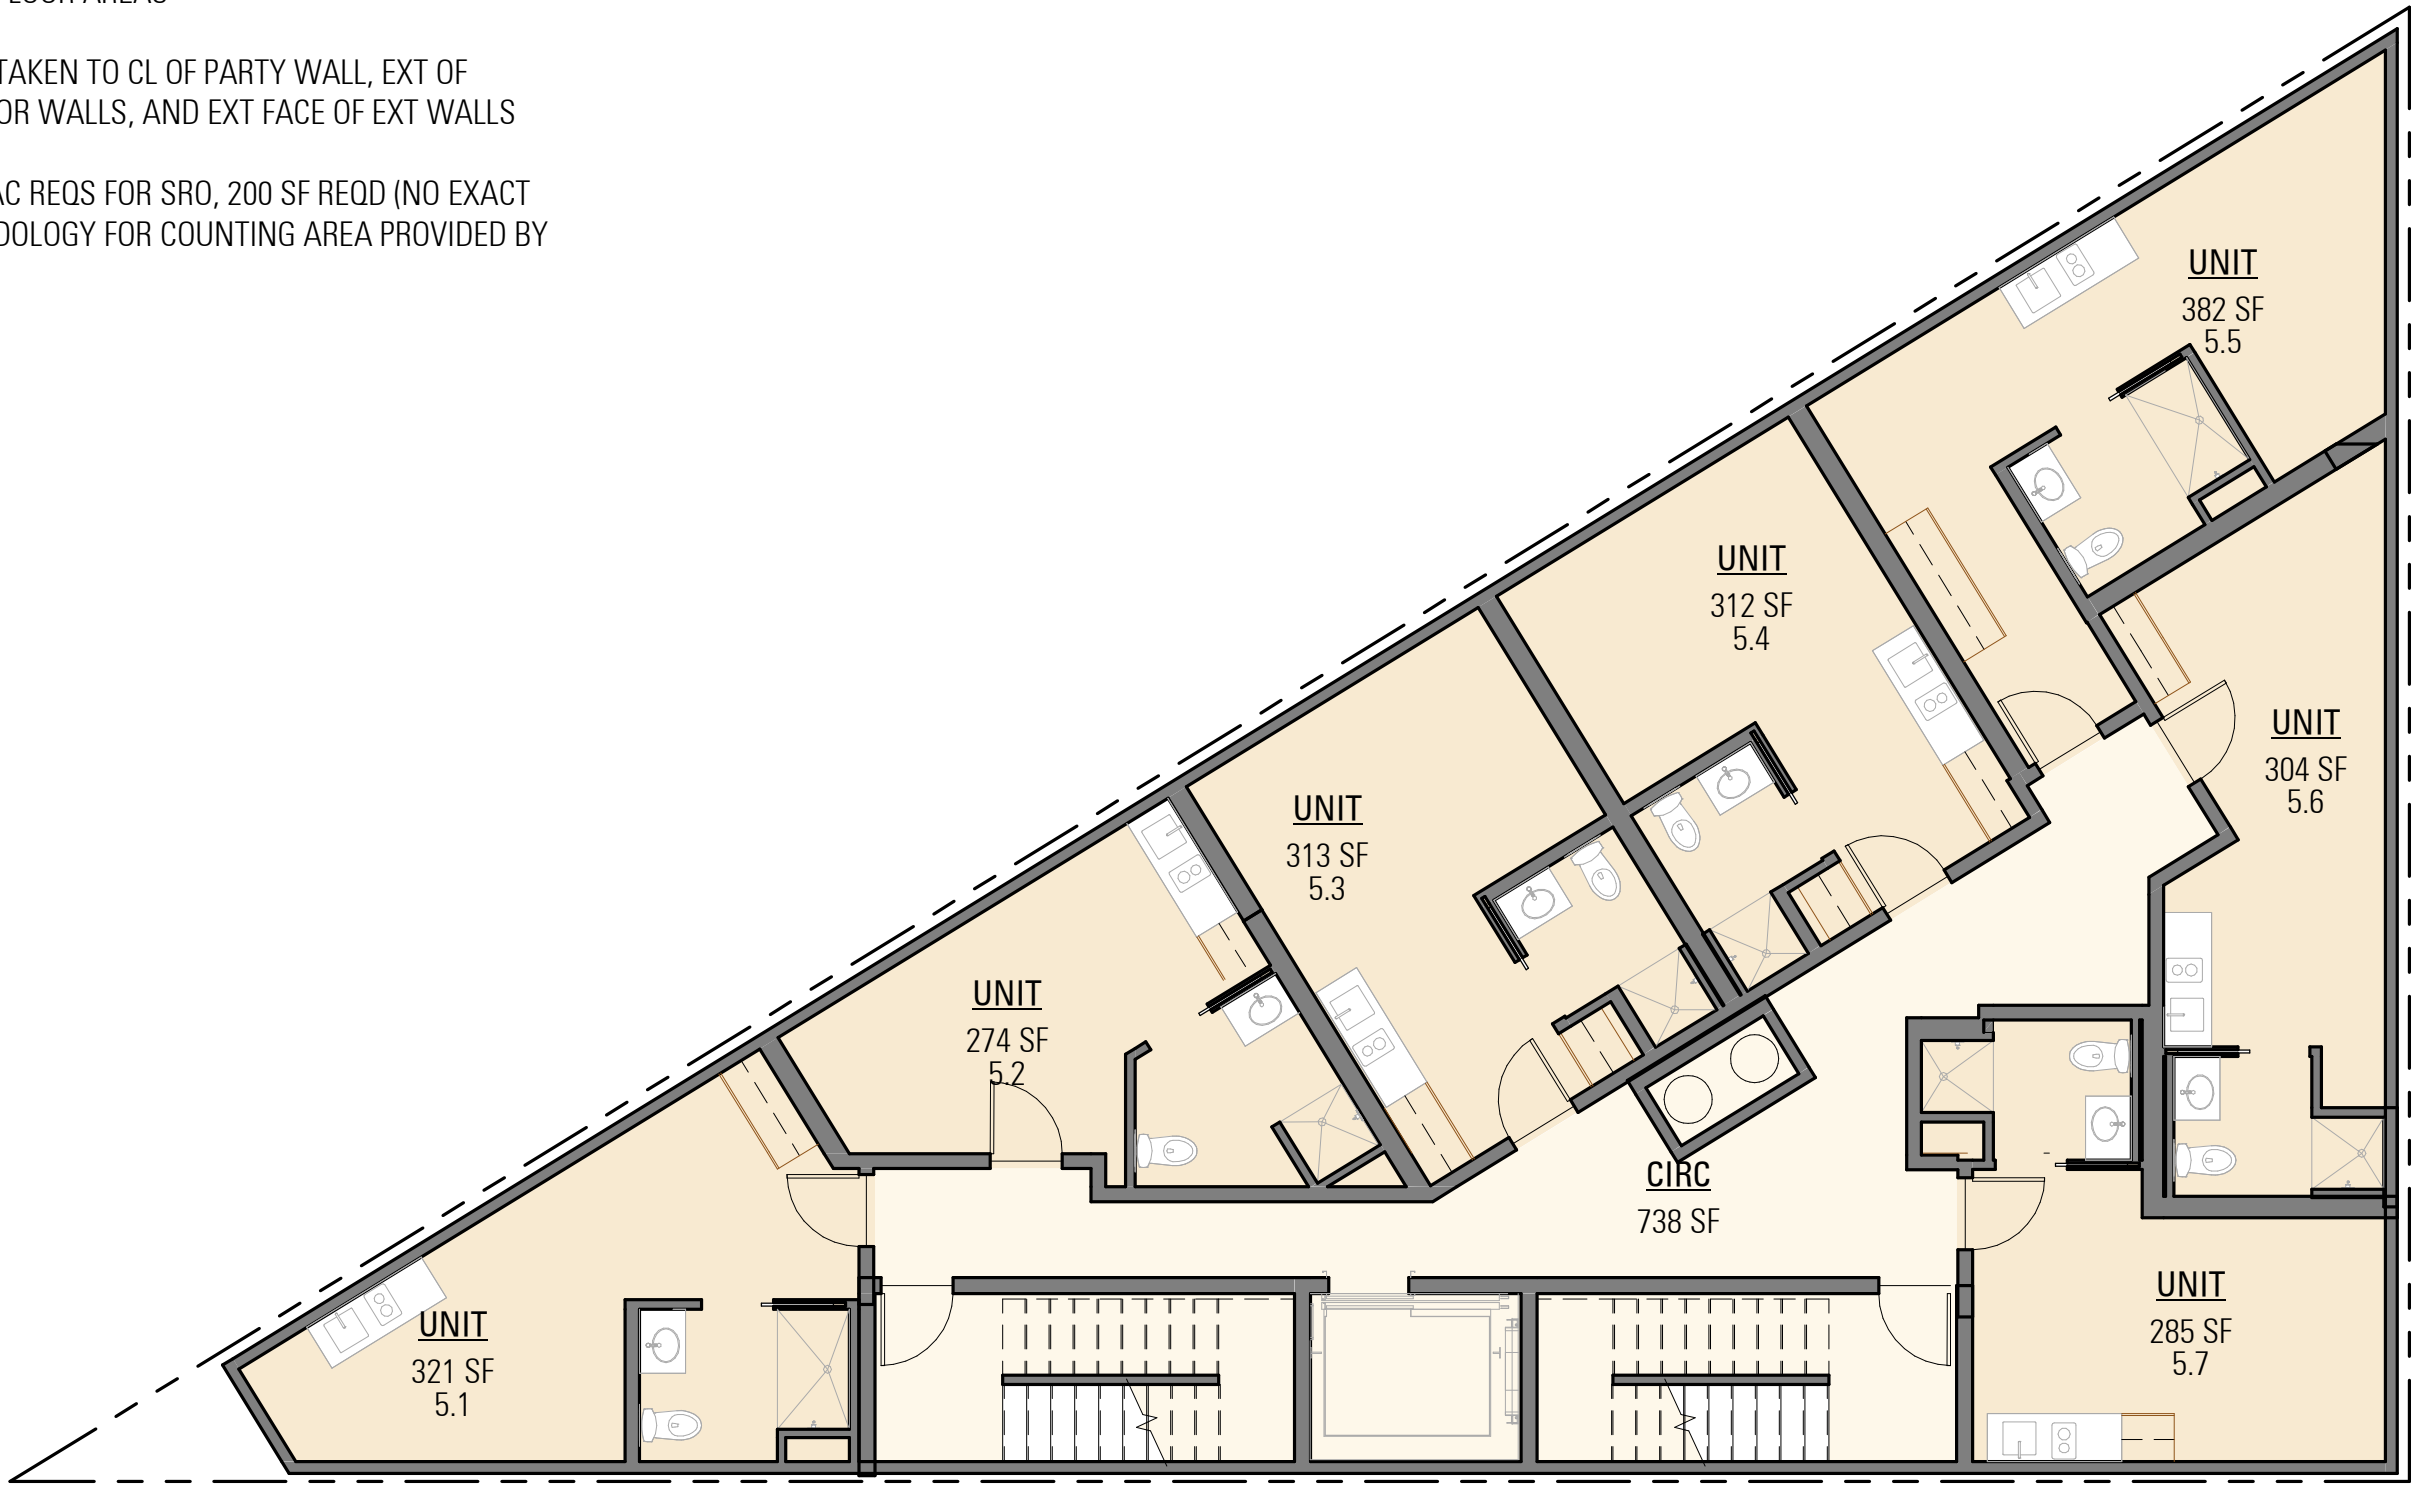 TAKEN TO CL OF PARTY WALL, EXT OF
WALLS, AND EXT FACE OF EXT WALLS
REQS FOR SRO, 200 SF REQD (NO EXACT
FOR COUNTING AREA PROVIDED BY
UNIT
382 SF
5.5
UNIT
312 SF
5.4
UNIT
304 SF
5.6
UNIT
313 SF
5.3
UNIT
274 SF
5.2
CIRC
738 SF
UNIT
285 SF
5.7
UNIT
321 SF
5.1